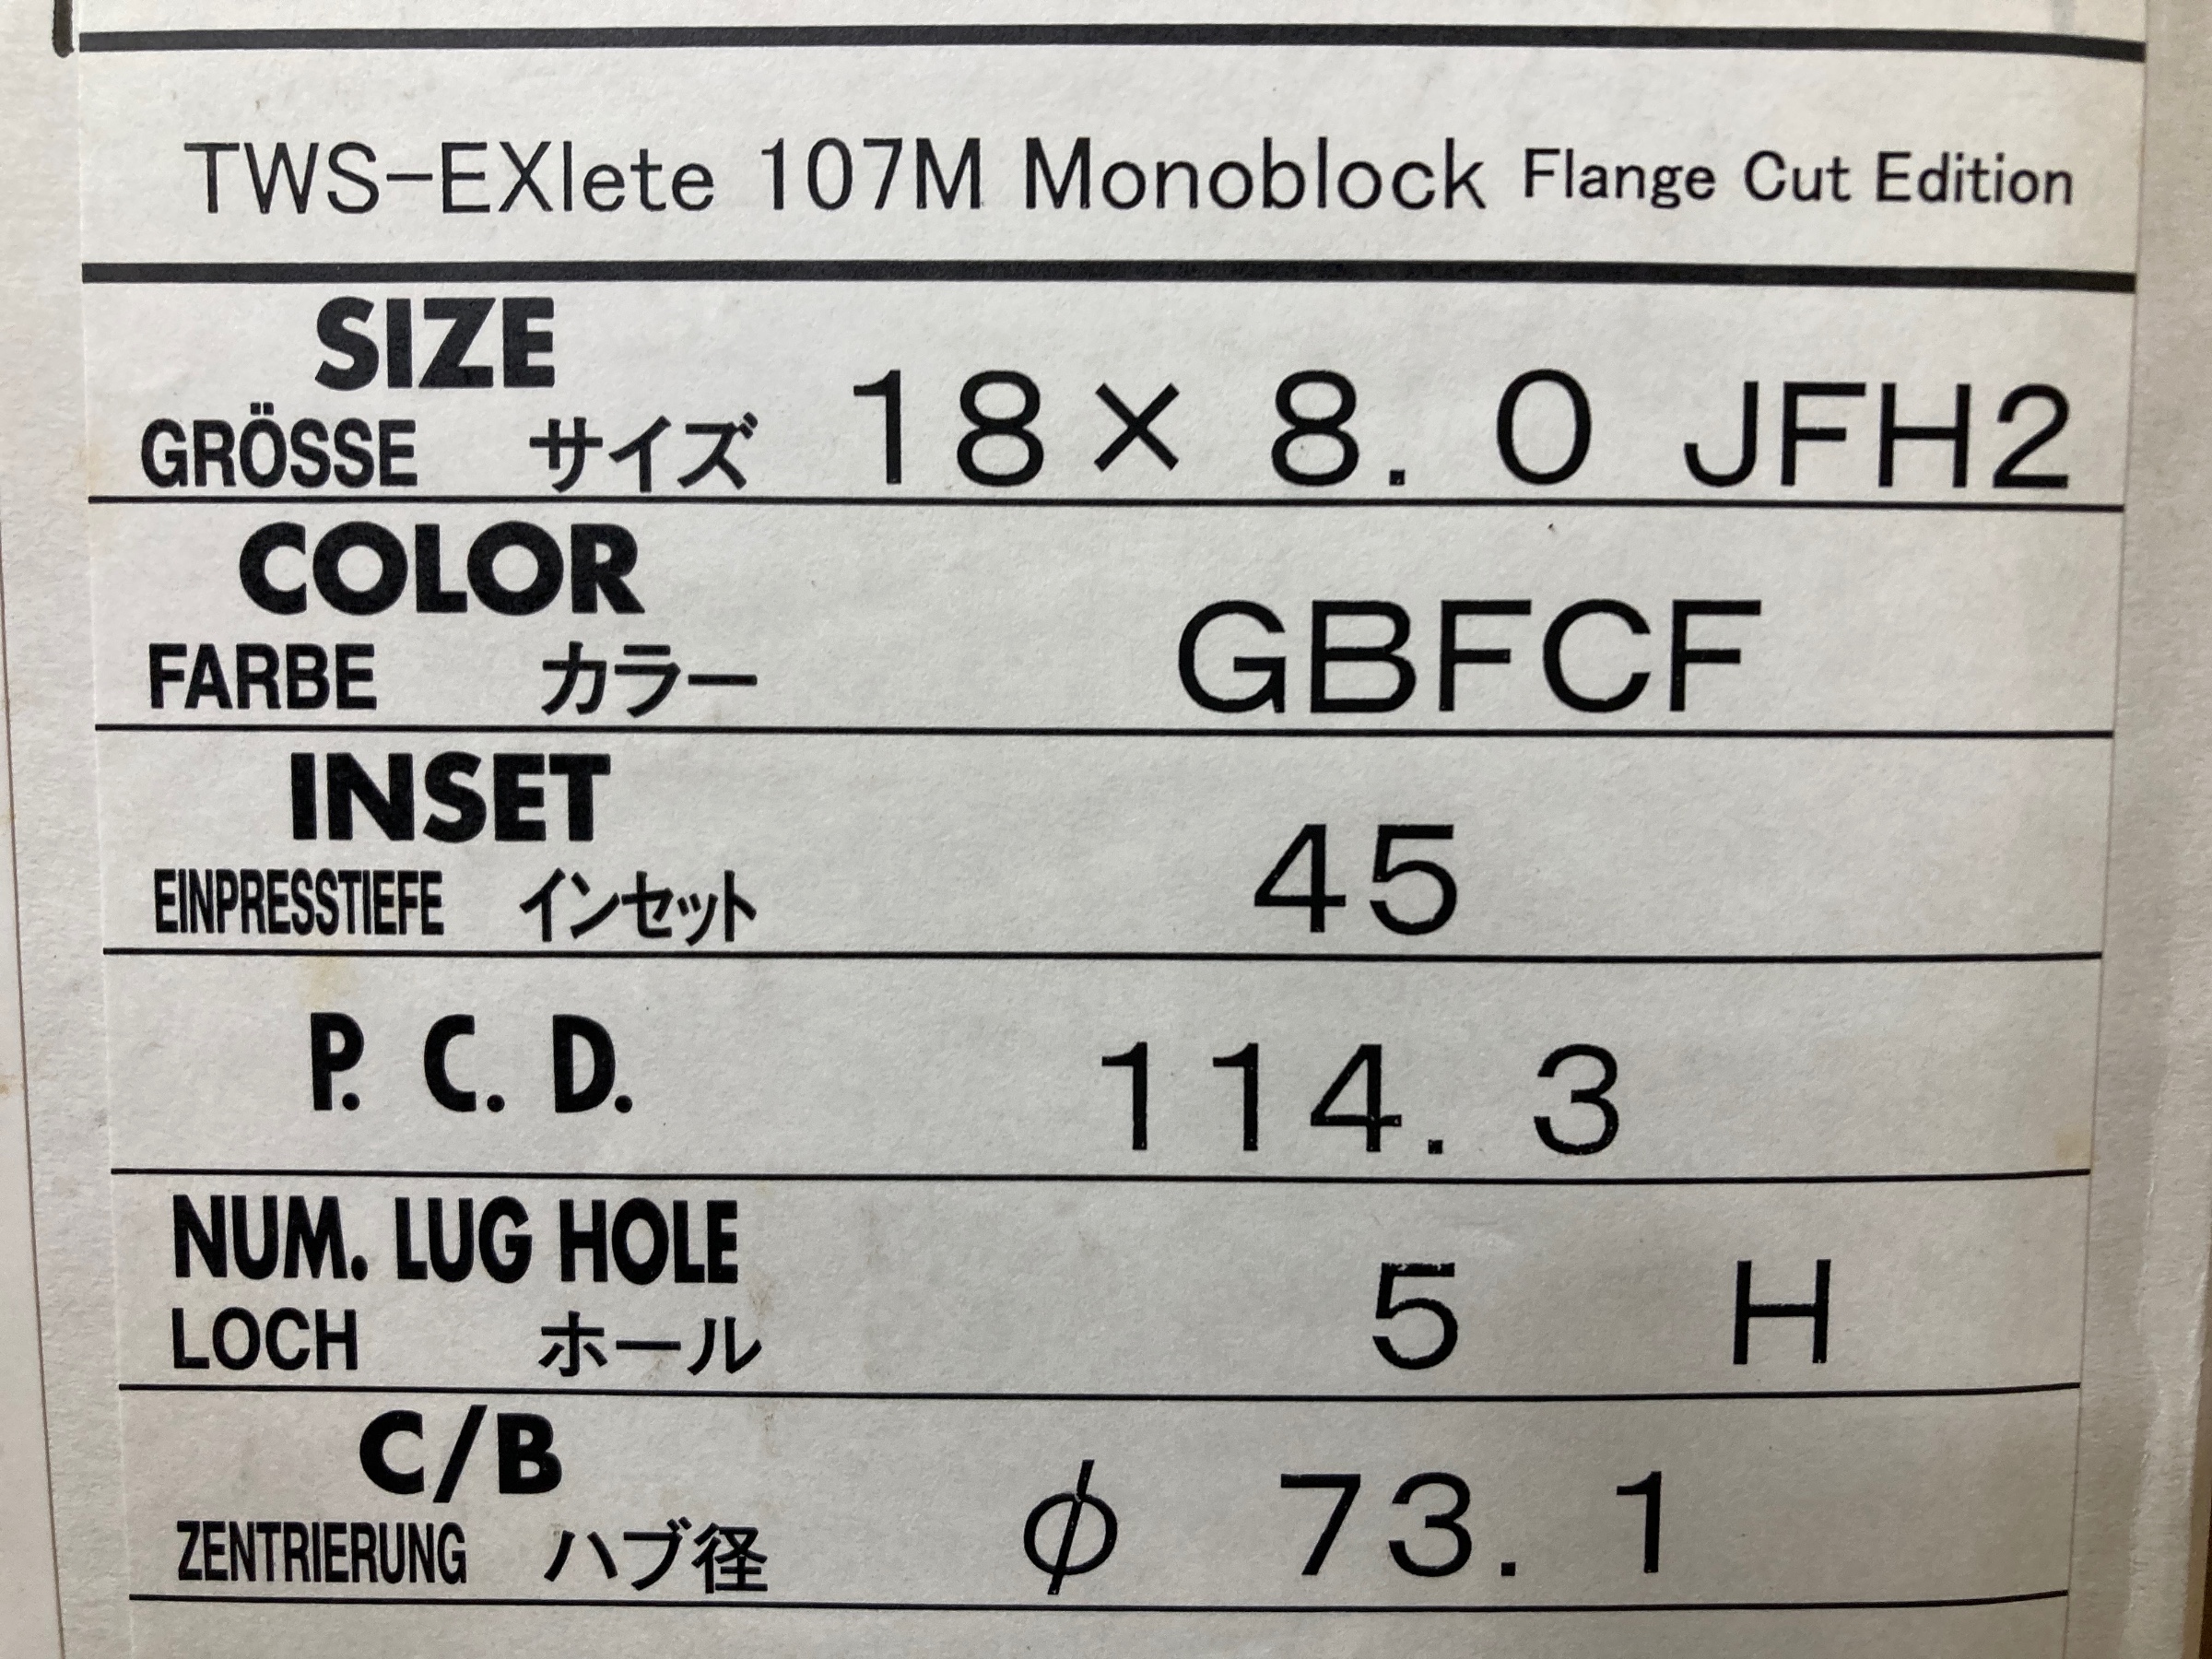 TWS-EXlete 107M Monoblock Flange Cut Edition
SIZE
GRÖSSE サイズ 18× 8. 0 JFH2
COLOR
FARBE カラー GBFCF
INSET
EINPRESSTIEFE インセット 45
P. C. D. 114. 3
NUM. LUG HOLE
LOCH ホール 5 H
C/B
ZENTRIERUNG ハブ径 φ 73. 1